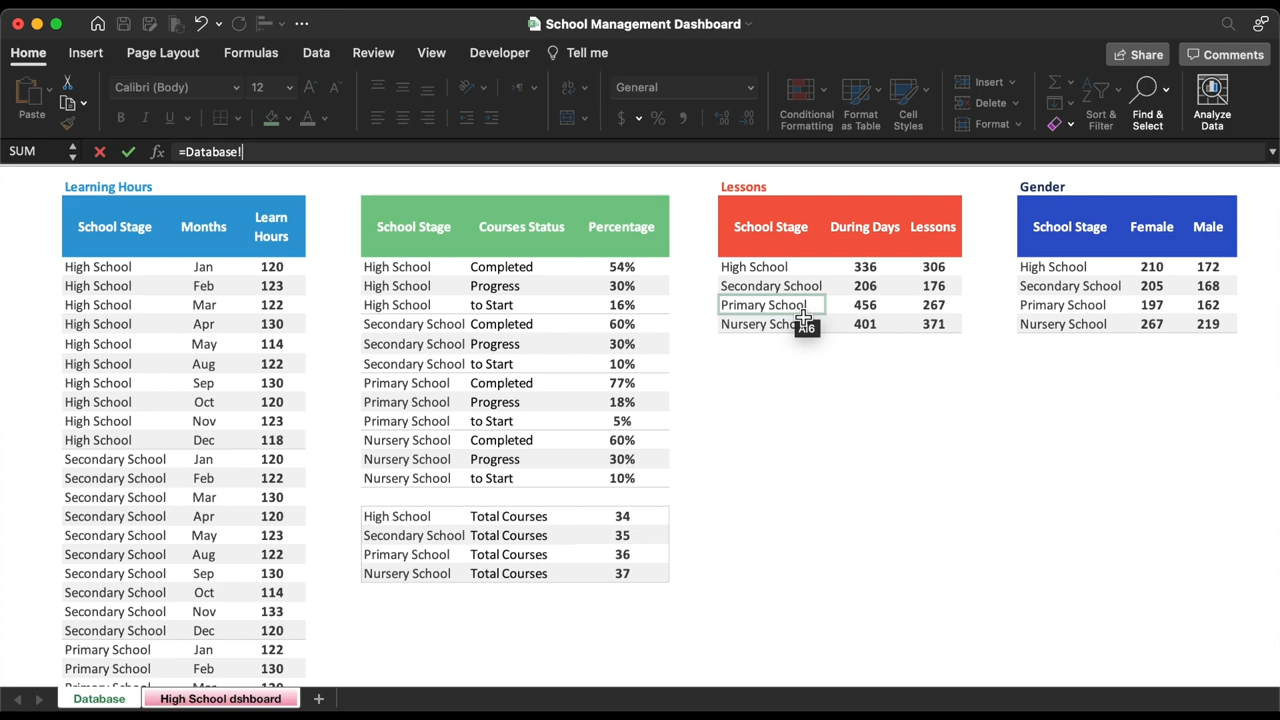 School Management Dashboard
Home Insert Page Layout Formulas Data Review View Developer Tell me Share Comments
Paste Calibri (Body) 12 General Conditional Formatting Format as Table Cell Styles Insert Delete Format Sort & Filter Find & Select Analyze Data
SUM =Database!
Learning Hours
School Stage Months Learn Hours
High School Jan 120
High School Feb 123
High School Mar 122
High School Apr 130
High School May 114
High School Aug 122
High School Sep 130
High School Oct 120
High School Nov 123
High School Dec 118
Secondary School Jan 120
Secondary School Feb 122
Secondary School Mar 130
Secondary School Apr 120
Secondary School May 123
Secondary School Aug 122
Secondary School Sep 130
Secondary School Oct 114
Secondary School Nov 133
Secondary School Dec 120
Primary School Jan 122
Primary School Feb 130
School Stage Courses Status Percentage
High School Completed 54%
High School Progress 30%
High School to Start 16%
Secondary School Completed 60%
Secondary School Progress 30%
Secondary School to Start 10%
Primary School Completed 77%
Primary School Progress 18%
Primary School to Start 5%
Nursery School Completed 60%
Nursery School Progress 30%
Nursery School to Start 10%
High School Total Courses 34
Secondary School Total Courses 35
Primary School Total Courses 36
Nursery School Total Courses 37
Lessons
School Stage During Days Lessons
High School 336 306
Secondary School 206 176
Primary School 456 267
Nursery School 401 371
Gender
School Stage Female Male
High School 210 172
Secondary School 205 168
Primary School 197 162
Nursery School 267 219
Database High School dshboard